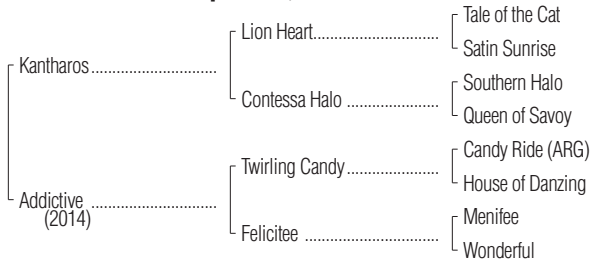 Tale of the Cat
Lion Heart
Satin Sunrise
Kantharos
Southern Halo
Contessa Halo
Queen of Savoy
Candy Ride (ARG)
Twirling Candy
House of Danzing
Addictive
(2014)
Menifee
Felicitee
Wonderful